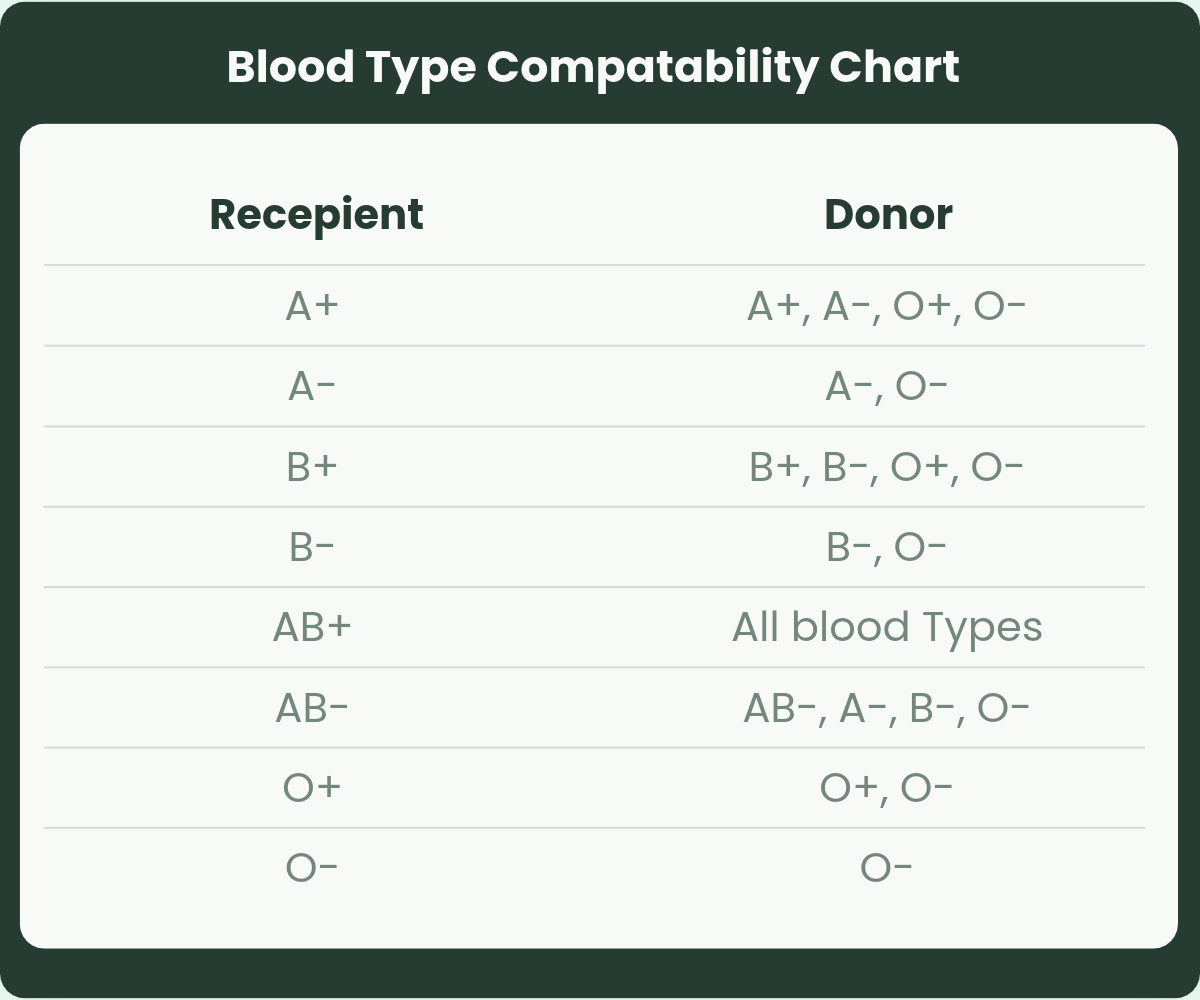 Blood Type Compatability Chart
Recepient Donor
A+ A+, A-, O+, O-
A- A-, O-
B+ B+, B-, O+, O-
B- B-, O-
AB+ All blood Types
AB- AB-, A-, B-, O-
O+ O+, O-
O- O-